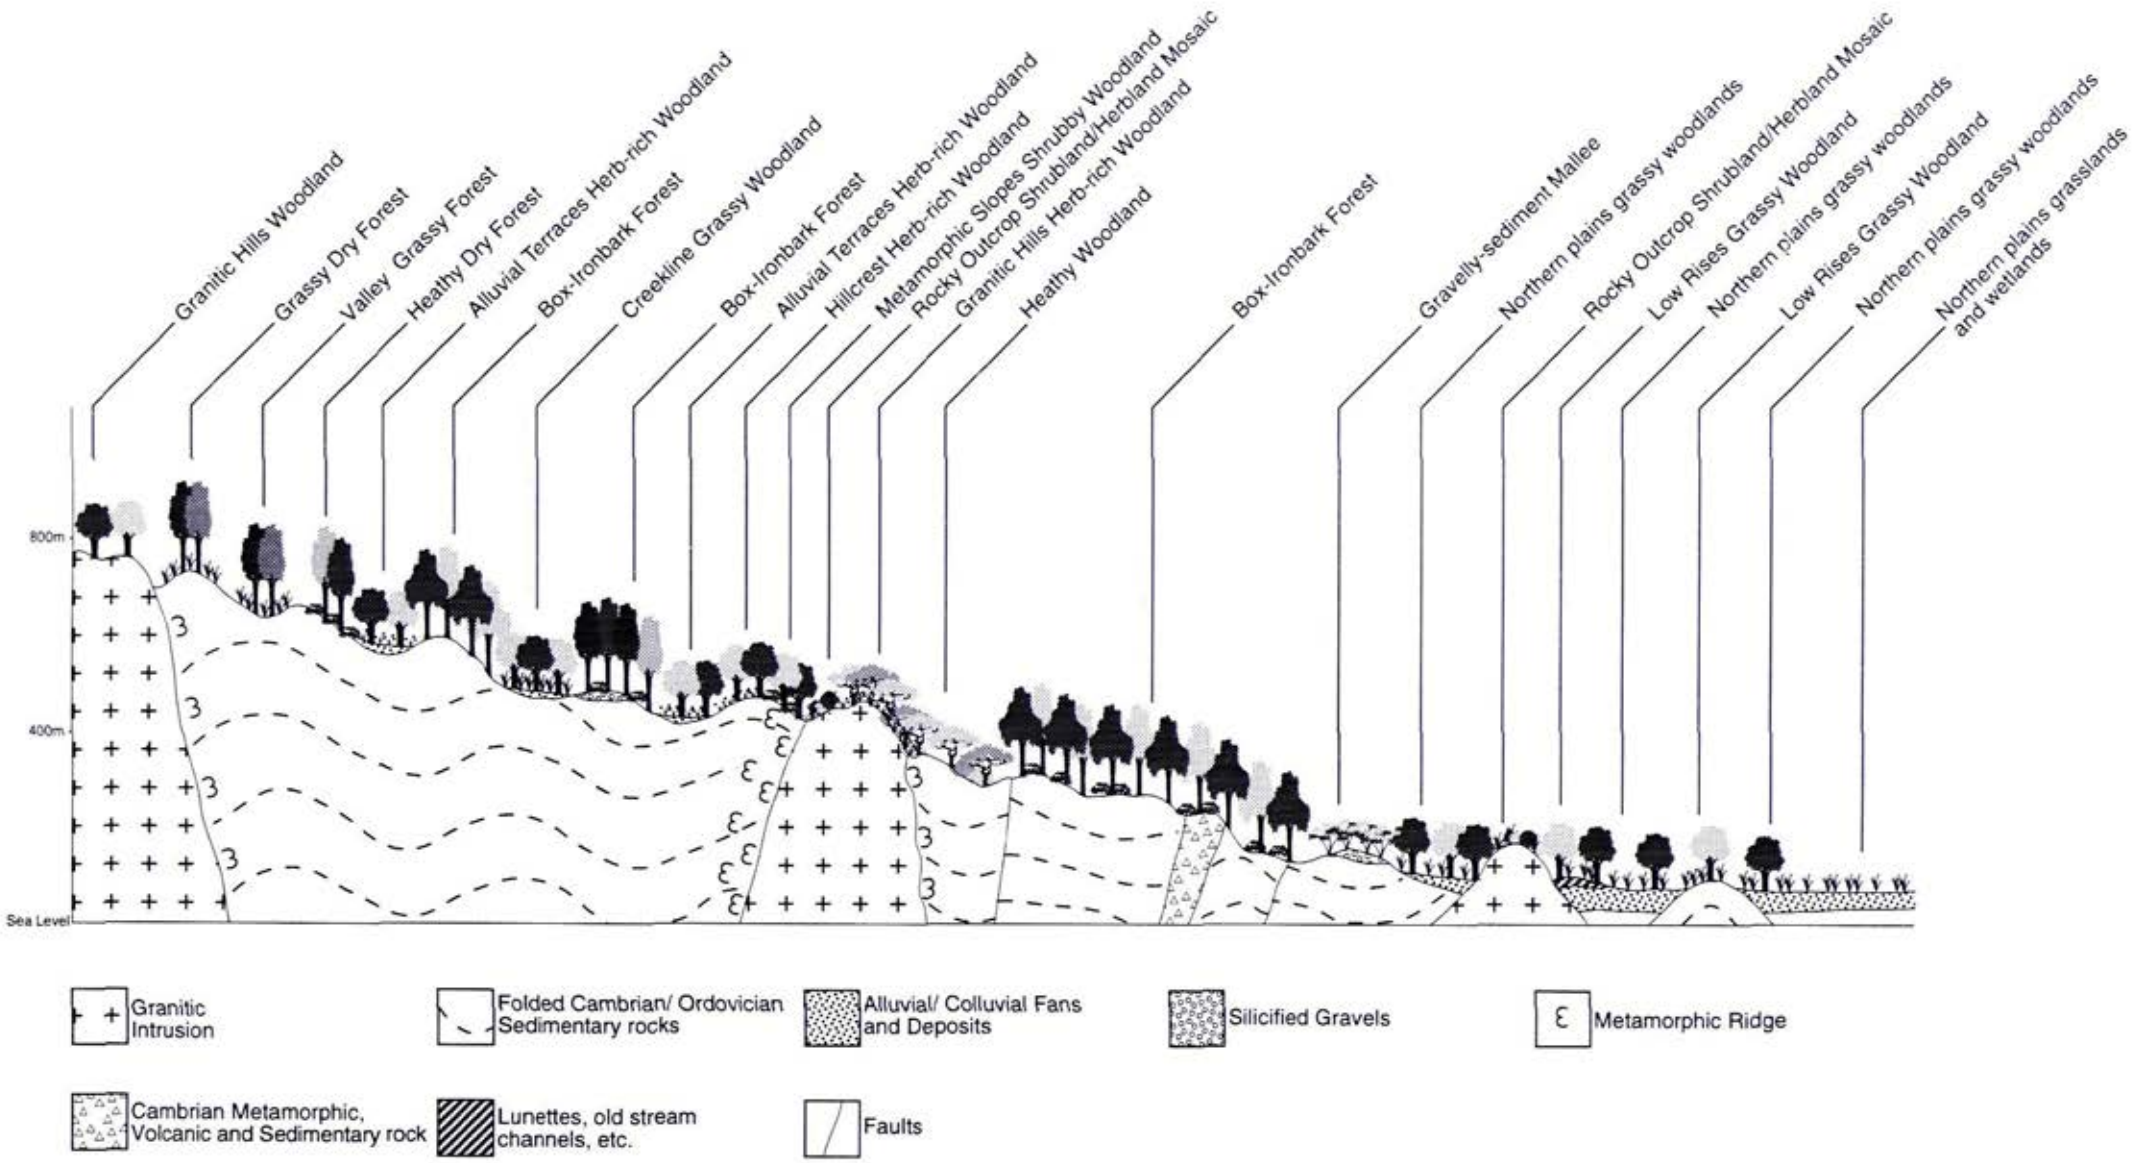 Granitic Hills Woodland
Grassy Dry Forest
Valley Grassy Forest
Heathy Dry Forest
Alluvial Terraces Herb-rich Woodland
Box-Ironbark Forest
Creekline Grassy Woodland
Box-Ironbark Forest
Alluvial Terraces Herb-rich Woodland
Hillcrest Herb-rich Woodland
Metamorphic Slopes Shrubby Woodland
Rocky Outcrop Shrubland/Herbland Mosaic
Granitic Hills Herb-rich Woodland
Heathy Woodland
Box-Ironbark Forest
Gravelly-sediment Mallee
Northern plains grassy woodlands
Rocky Outcrop Shrubland/Herbland Mosaic
Low Rises Grassy Woodland
Northern plains grassy woodlands
Low Rises Grassy Woodland
Northern plains grassy woodlands
Northern plains grasslands
and wetlands
800m
400m
Sea Level
Granitic
Intrusion
Folded Cambrian/ Ordovician
Sedimentary rocks
Alluvial/ Colluvial Fans
and Deposits
Silicified Gravels
Metamorphic Ridge
Cambrian Metamorphic,
Volcanic and Sedimentary rock
Lunettes, old stream
channels, etc.
Faults